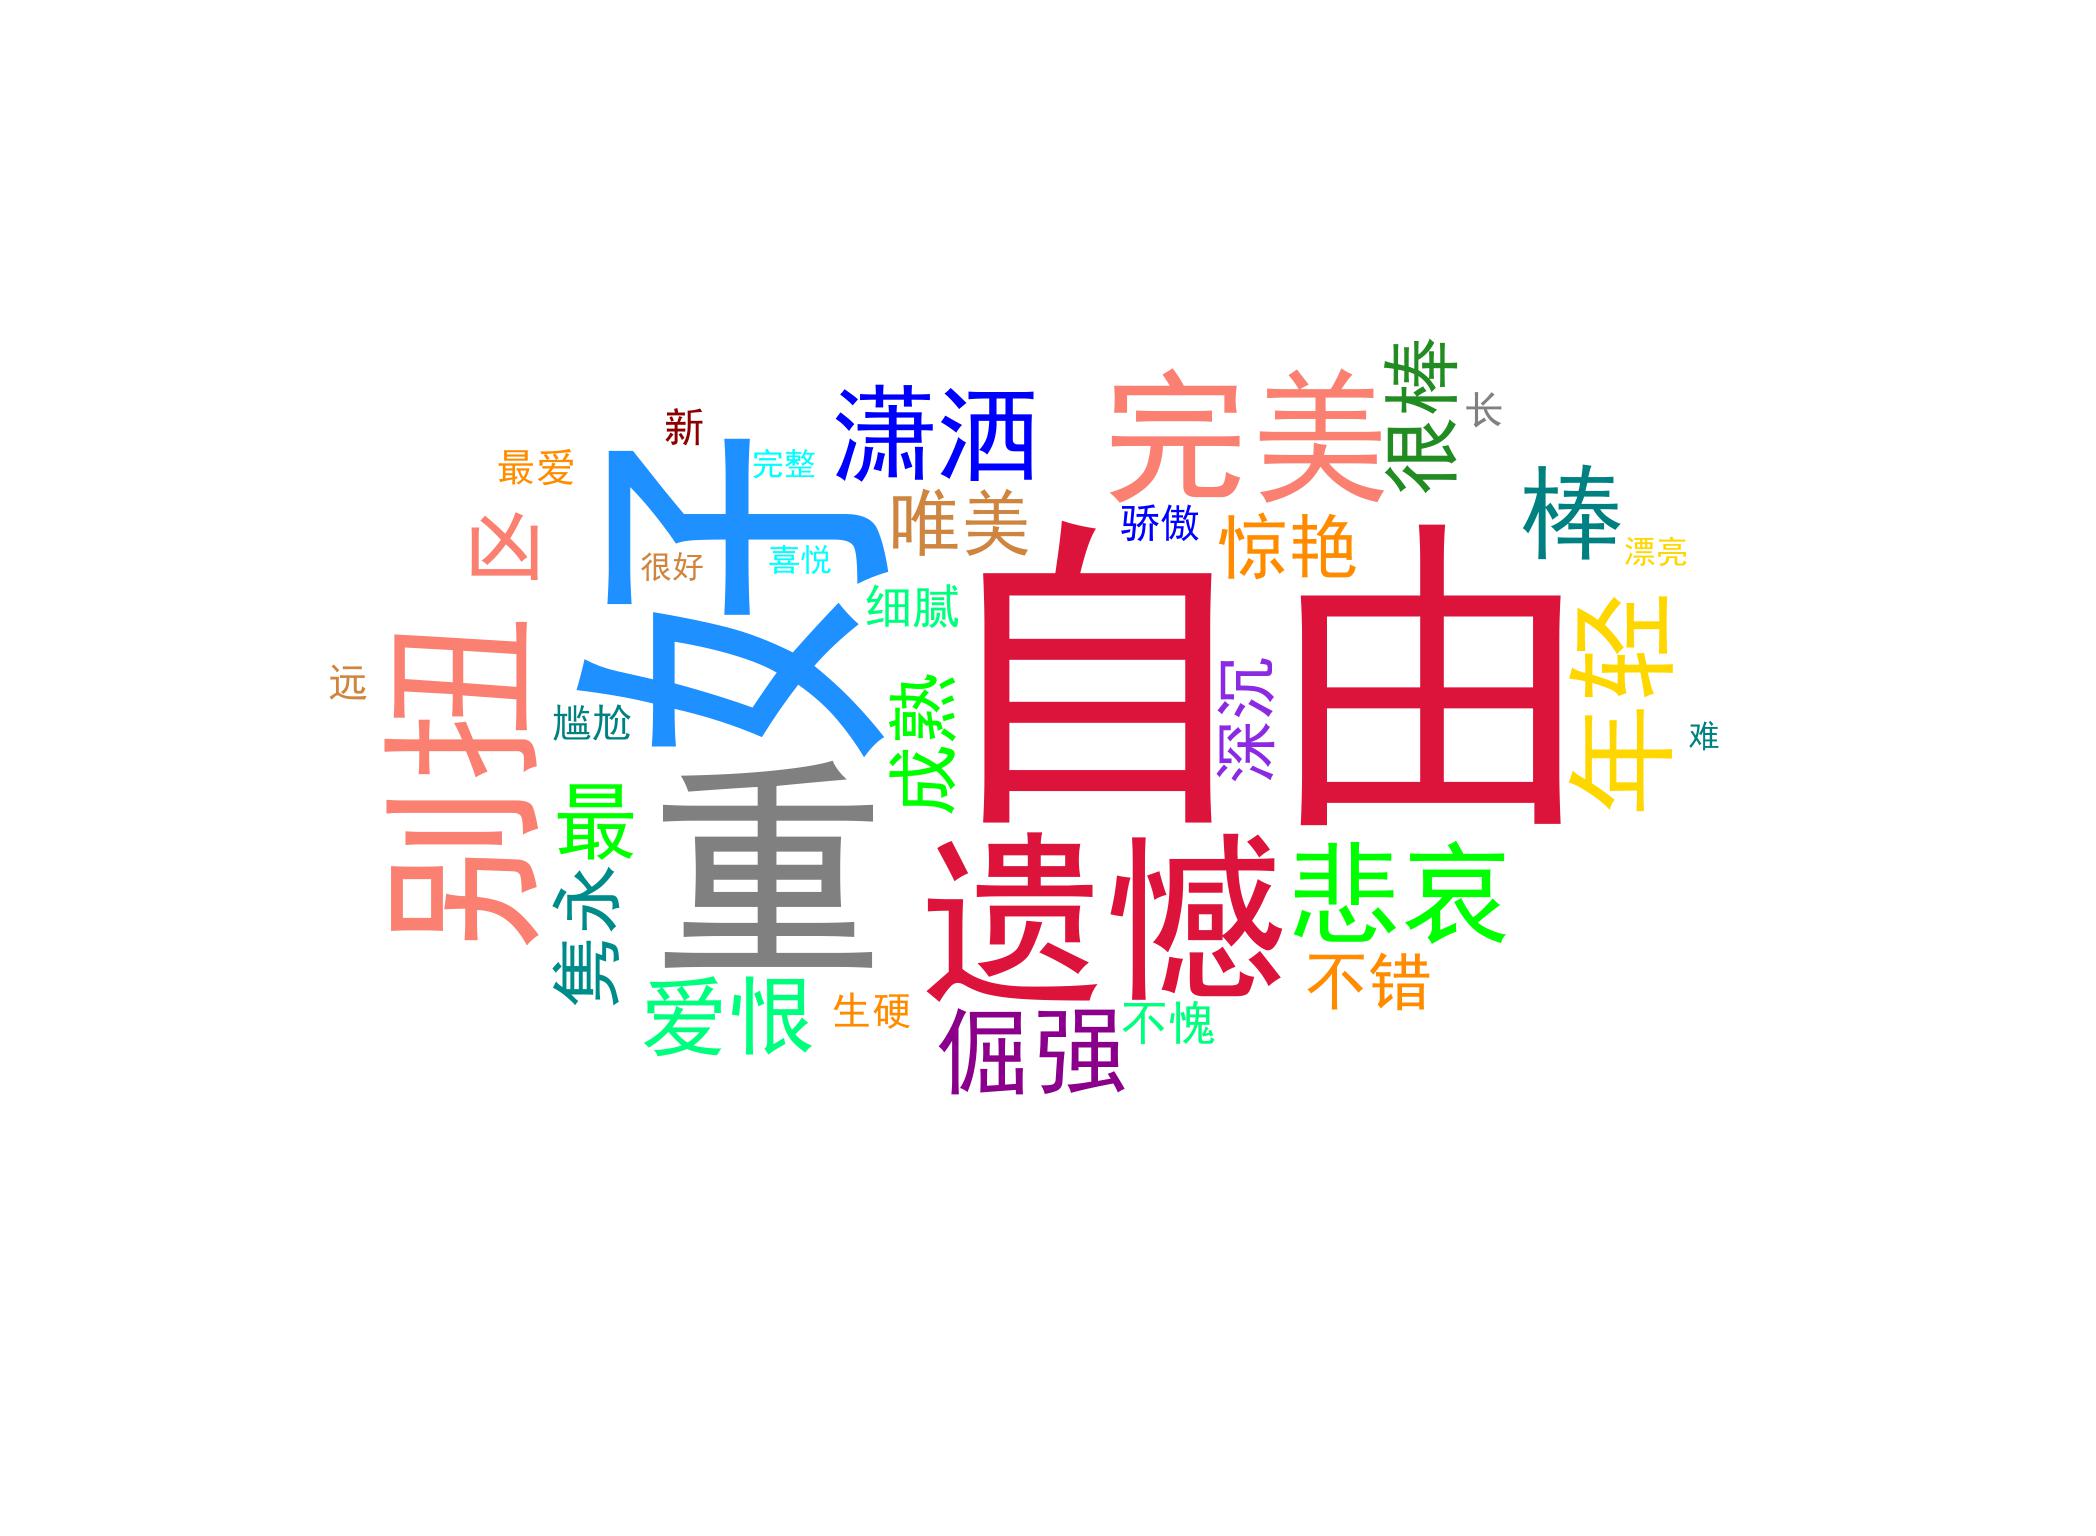 很棒
潇洒
完美
长
新
最爱
完整
棒
唯美
骄傲
惊艳
区
好
很好
喜悦
漂亮
自由
细腻
年轻
别扭
远
深沉
成熟
尴尬
难
重
最
遗憾
悲哀
隽永
不错
爱恨
生硬
不愧
倔强